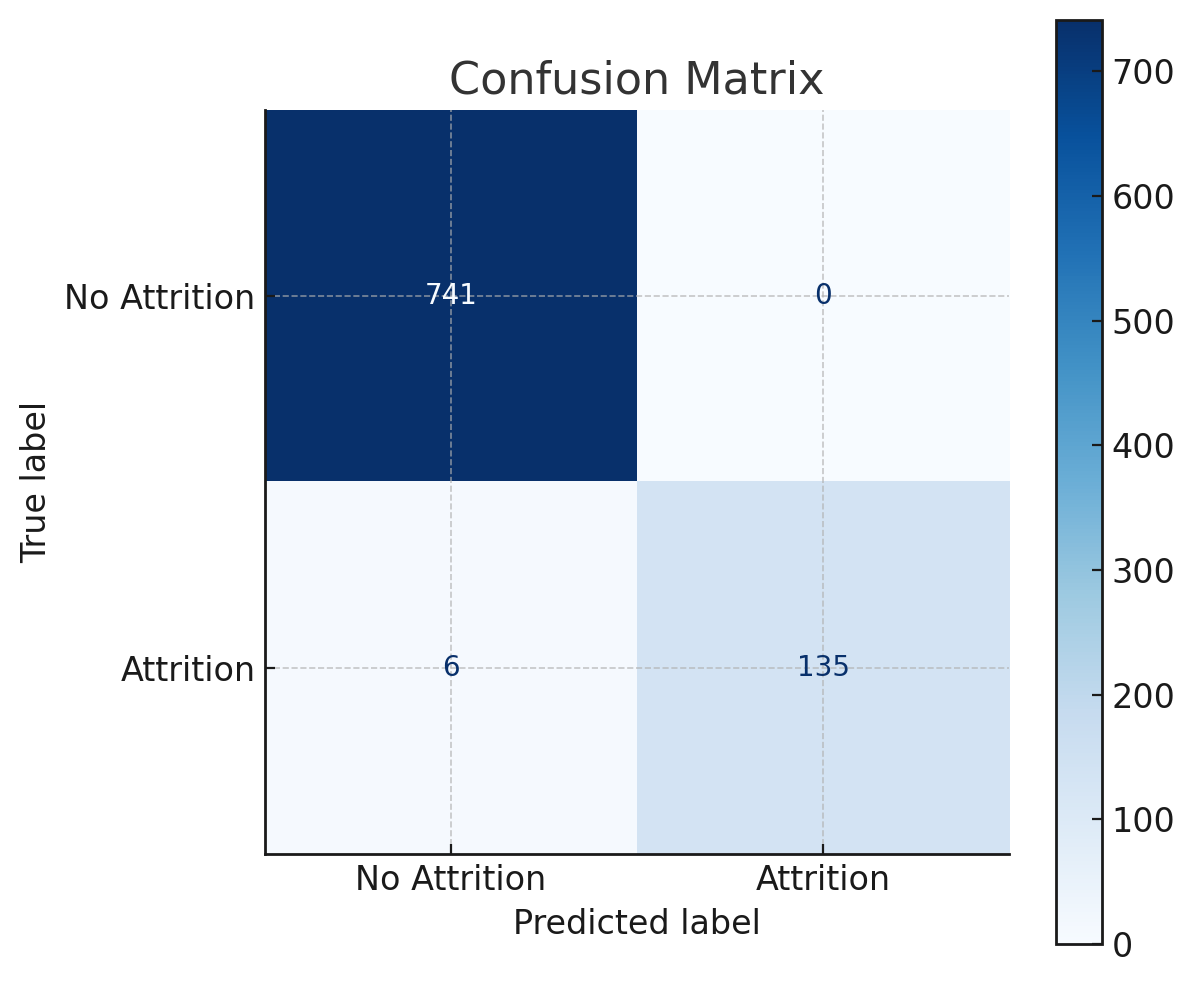 Confusion Matrix
True label
No Attrition
Attrition
741
0
6
135
No Attrition
Attrition
Predicted label
700
600
500
400
300
200
100
0